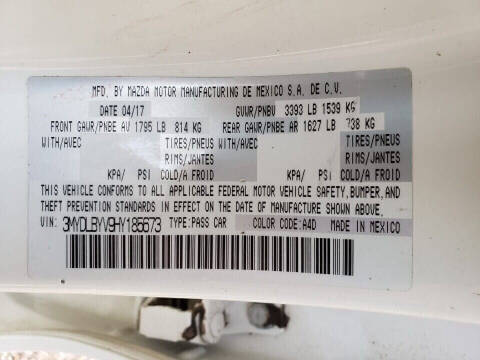 MFD. BY MAZDA MOTOR MANUFACTURING DE MEXICO S.A. DE C.V.
DATE 04/17 GVWR/PNBV 3393 LB 1539 KG
FRONT GAWR/PNBE AV 1795 LB 814 KG REAR GAWR/PNBE AR 1627 LB 738 KG
WITH/AVEC TIRES/PNEUS WITH/AVEC TIRES/PNEUS
RIMS/JANTES RIMS/JANTES
KPA/ PSI COLD/A FROID KPA/ PSI COLD/A FROID
THIS VEHICLE CONFORMS TO ALL APPLICABLE FEDERAL MOTOR VEHICLE SAFETY, BUMPER, AND
THEFT PREVENTION STANDARDS IN EFFECT ON THE DATE OF MANUFACTURE SHOWN ABOVE.
VIN: 3MYDLBYV9HY185673 TYPE: PASS CAR COLOR CODE: A4D MADE IN MEXICO